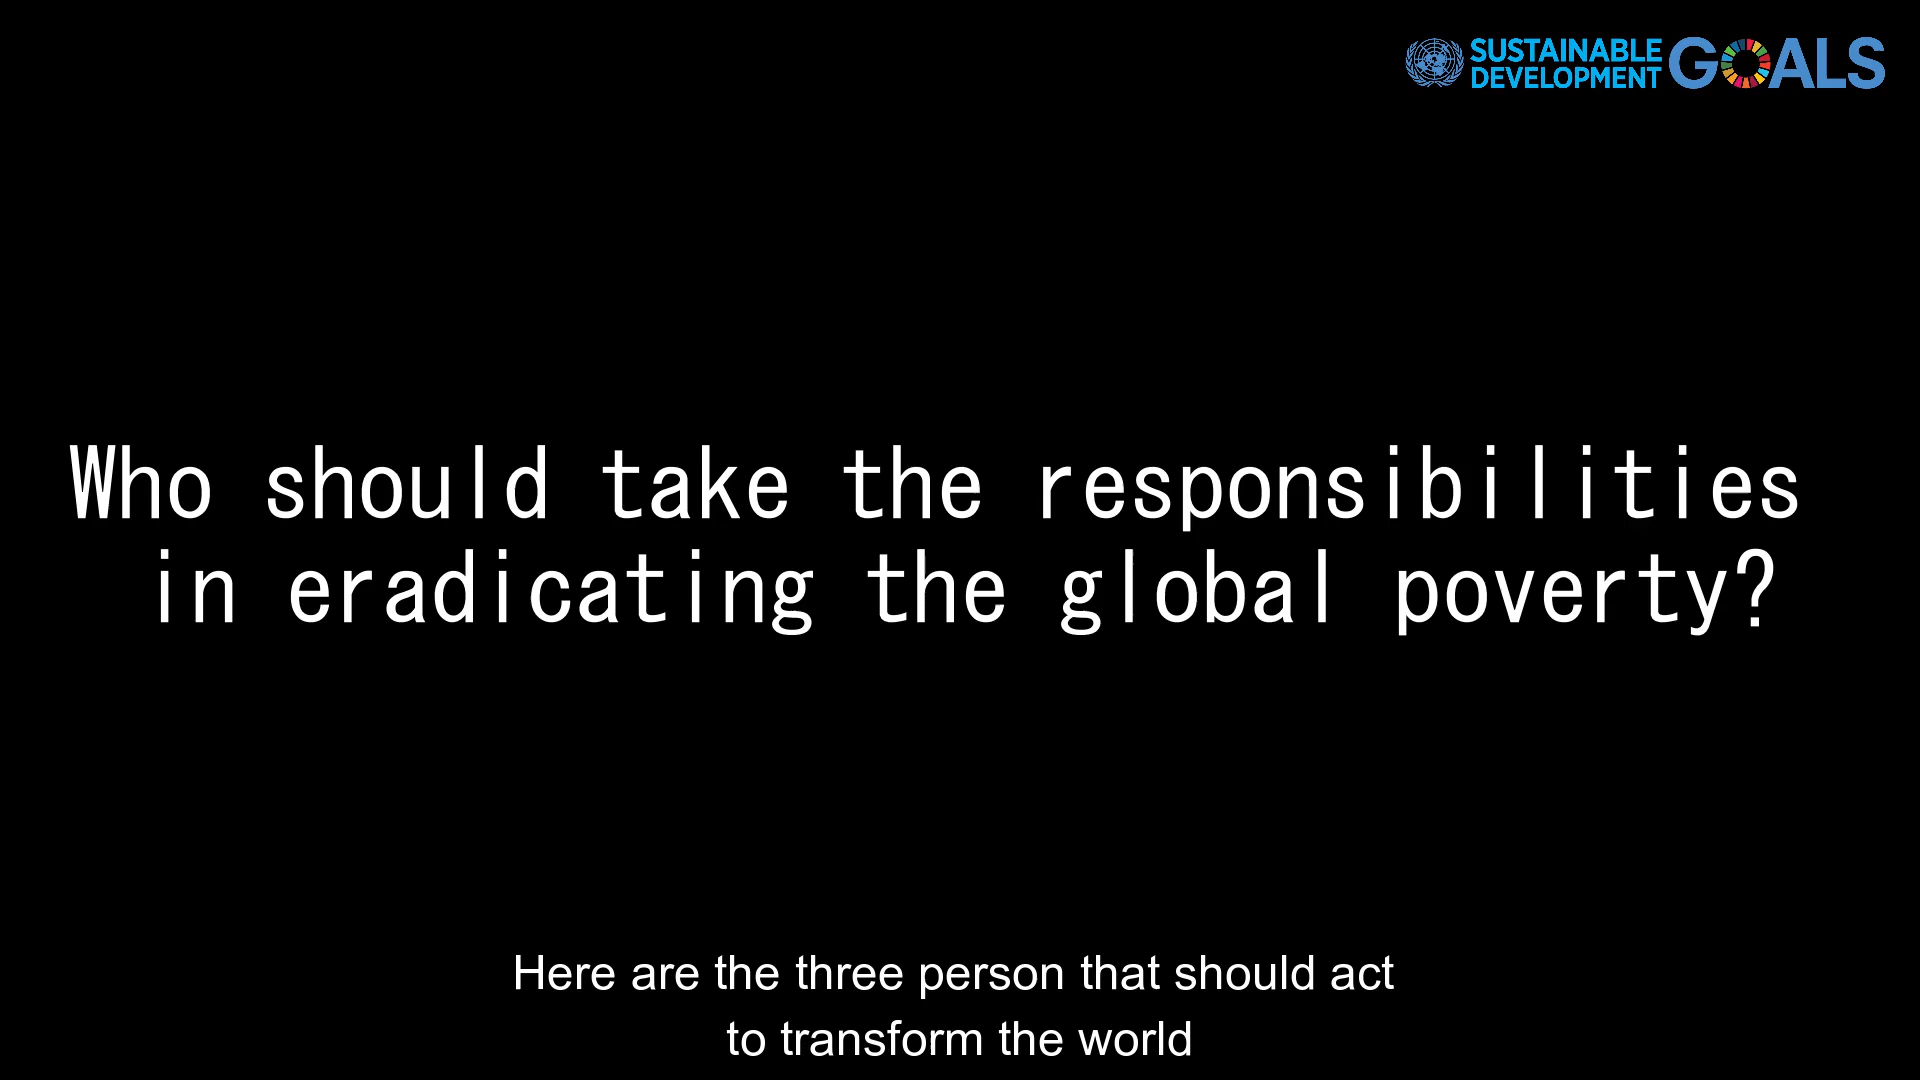 SUSTAINABLE
DEVELOPMENT GOALS
Who should take the responsibilities
in eradicating the global poverty?
Here are the three person that should act
to transform the world